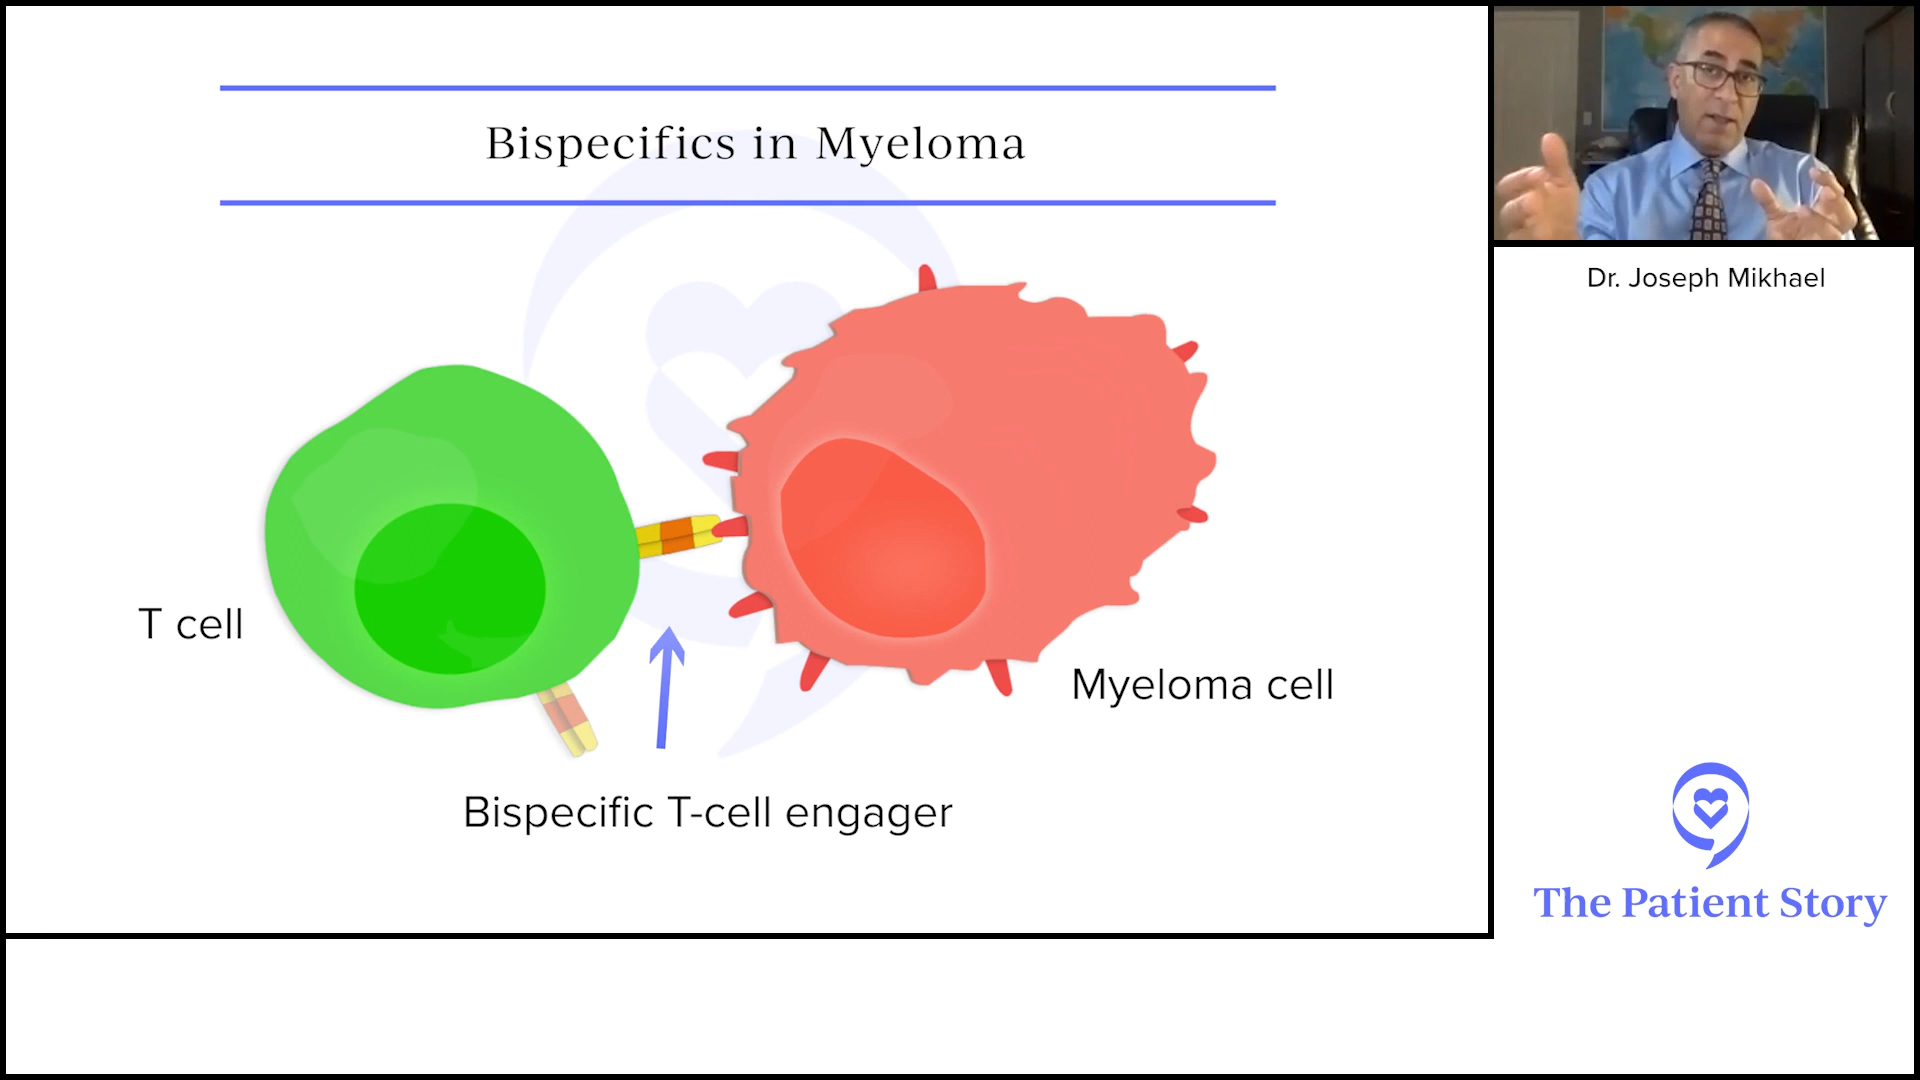 Bispecifics in Myeloma
Dr. Joseph Mikhael
T cell
Myeloma cell
Bispecific T-cell engager
The Patient Story